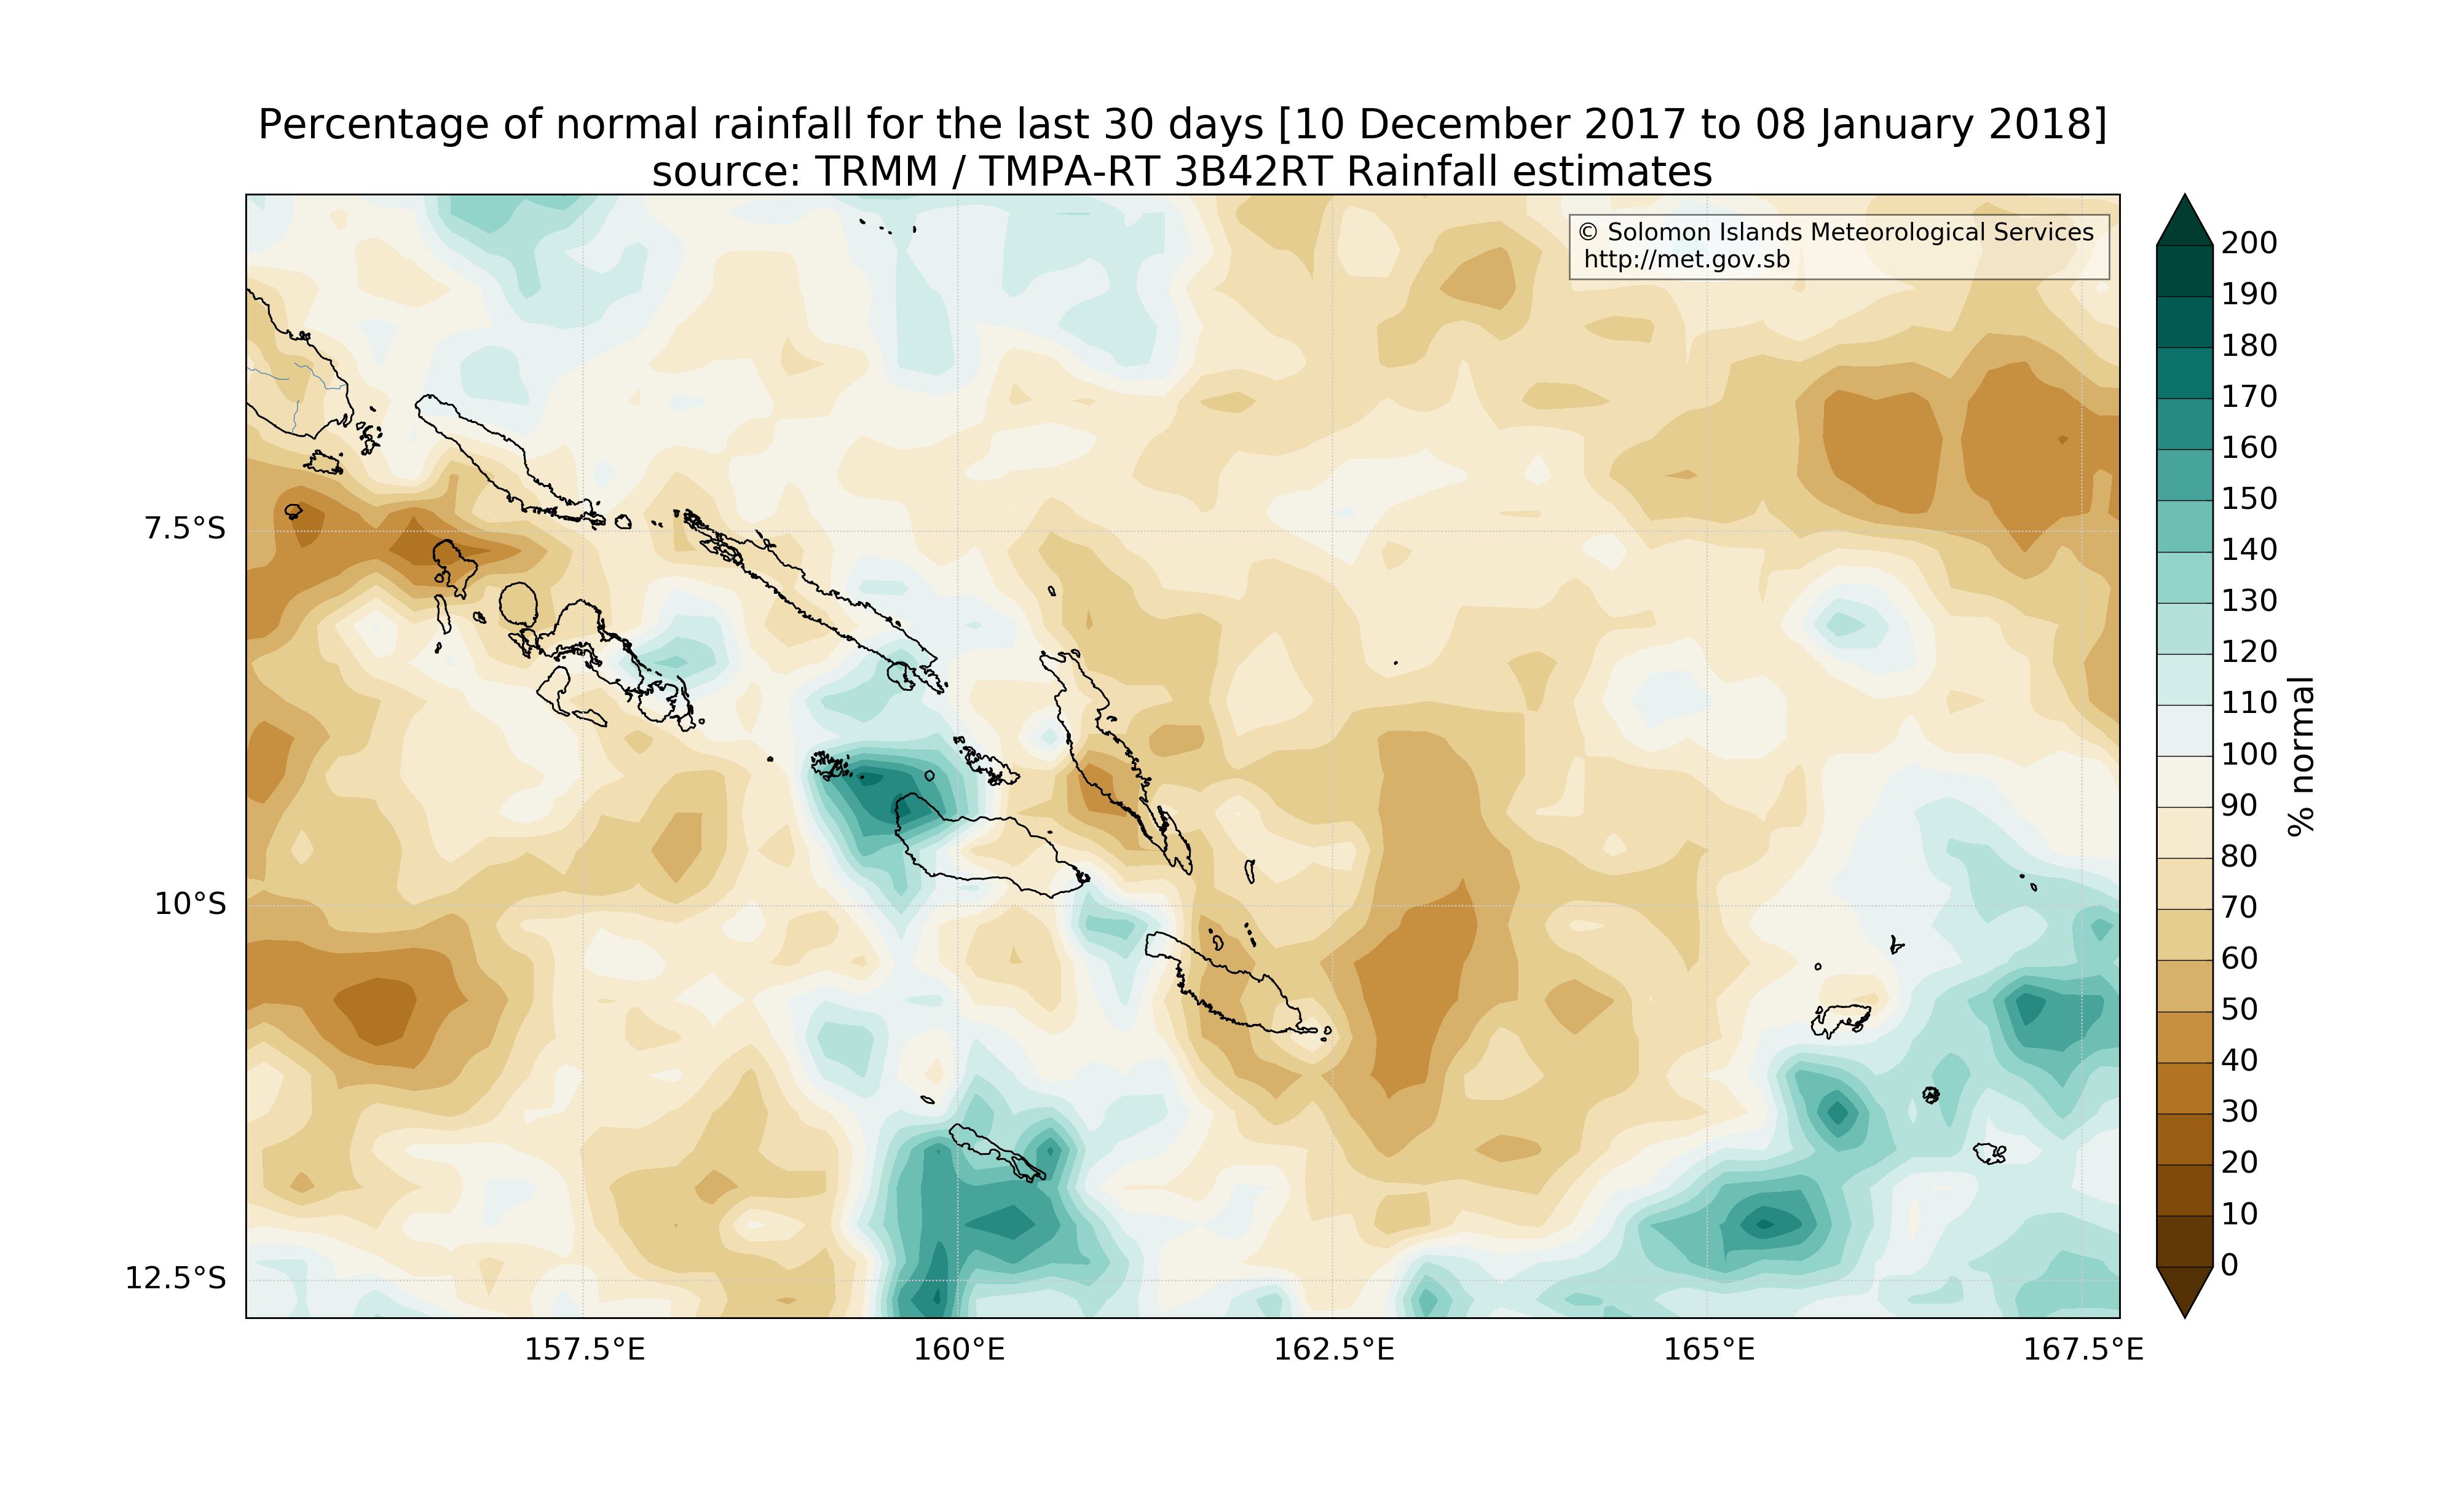 Percentage of normal rainfall for the last 30 days [10 December 2017 to 08 January 2018]
source: TRMM / TMPA-RT 3B42RT Rainfall estimates
© Solomon Islands Meteorological Services
http://met.gov.sb
7.5°S
10°S
12.5°S
157.5°E
160°E
162.5°E
165°E
167.5°E
200
190
180
170
160
150
140
130
120
110
100
90
80
70
60
50
40
30
20
10
0
% normal